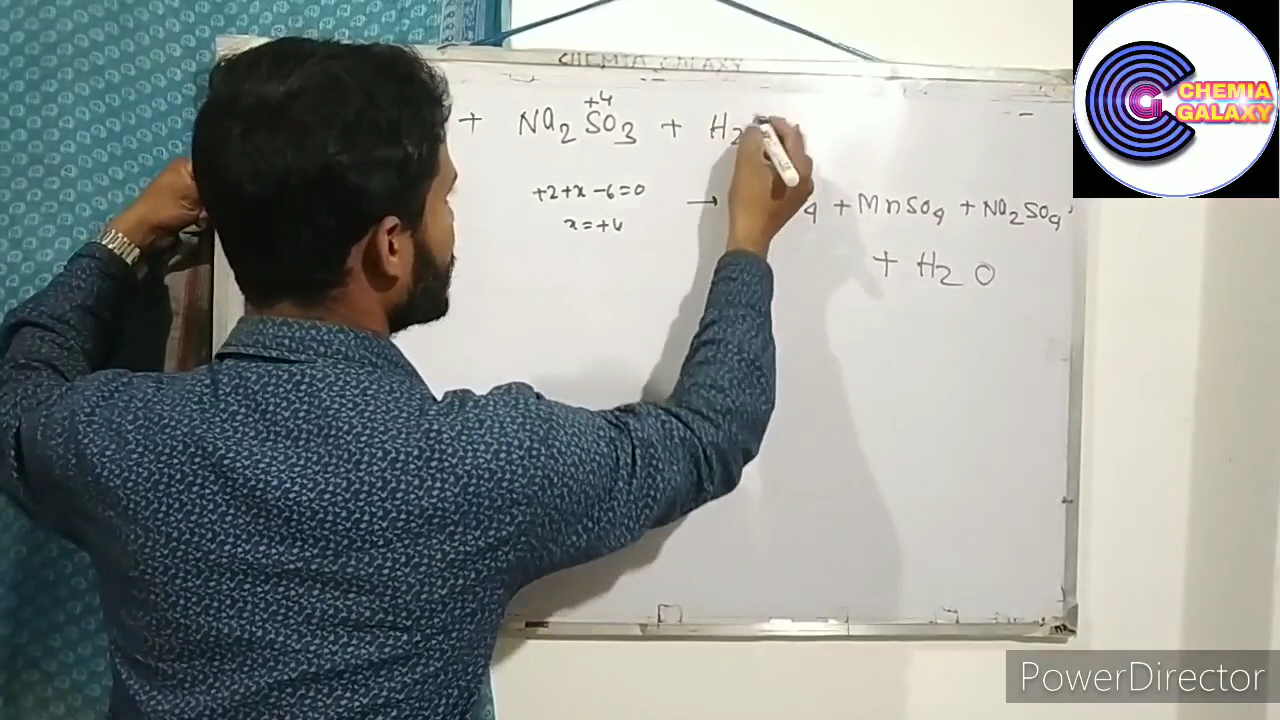 CHEMIA GALAXY
CHEMIA
GALAXY
+4
+ Na2SO3 + H2
+2+x-6=0
x=+4
→ 4 + MnSO4 + Na2SO4
+ H2O
PowerDirector